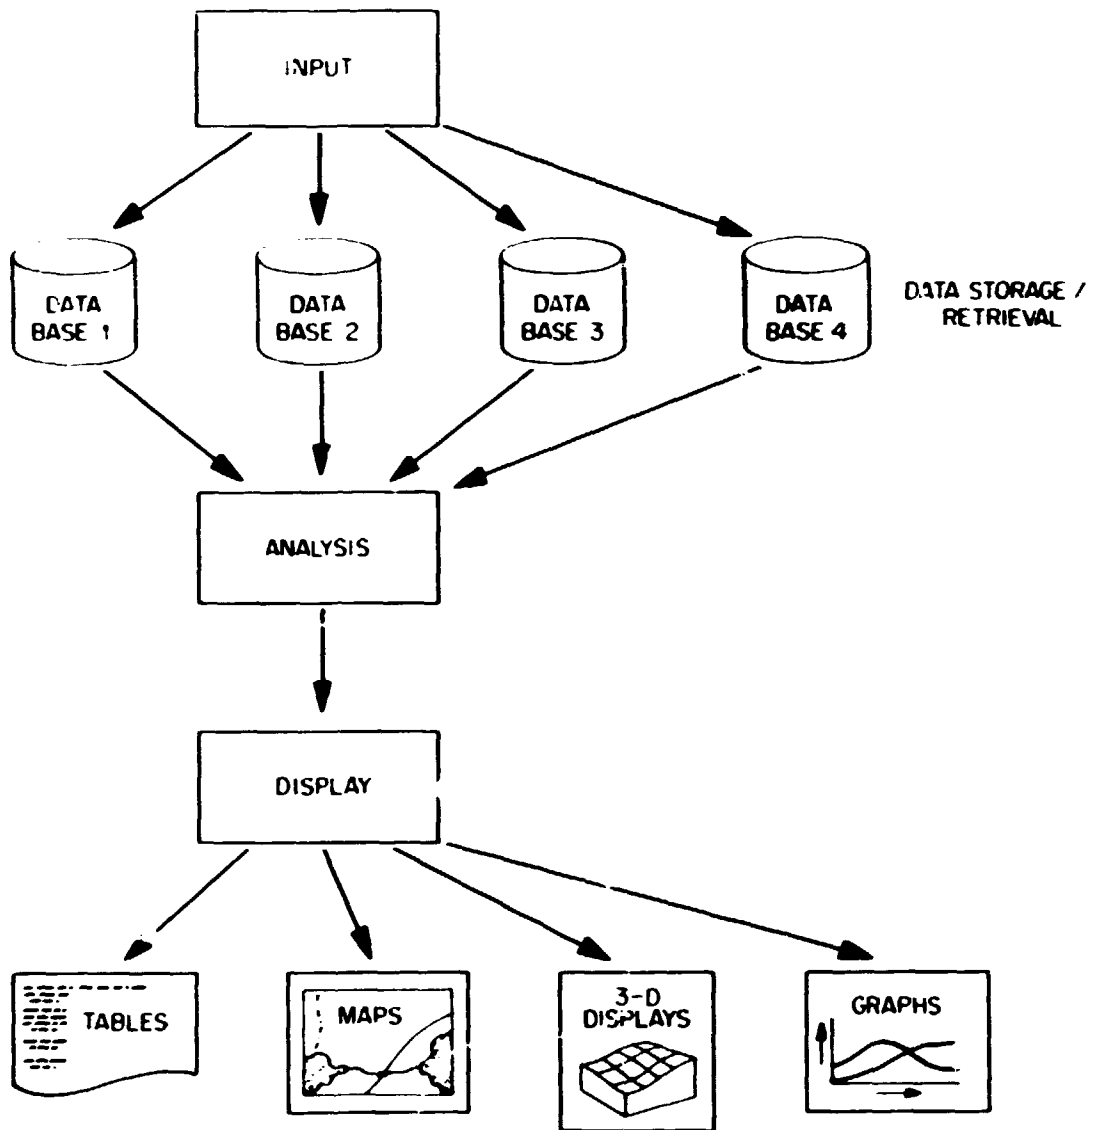 INPUT
DATA
BASE 1
DATA
BASE 2
DATA
BASE 3
DATA
BASE 4
DATA STORAGE /
RETRIEVAL
ANALYSIS
DISPLAY
TABLES
MAPS
3-D
DISPLAYS
GRAPHS